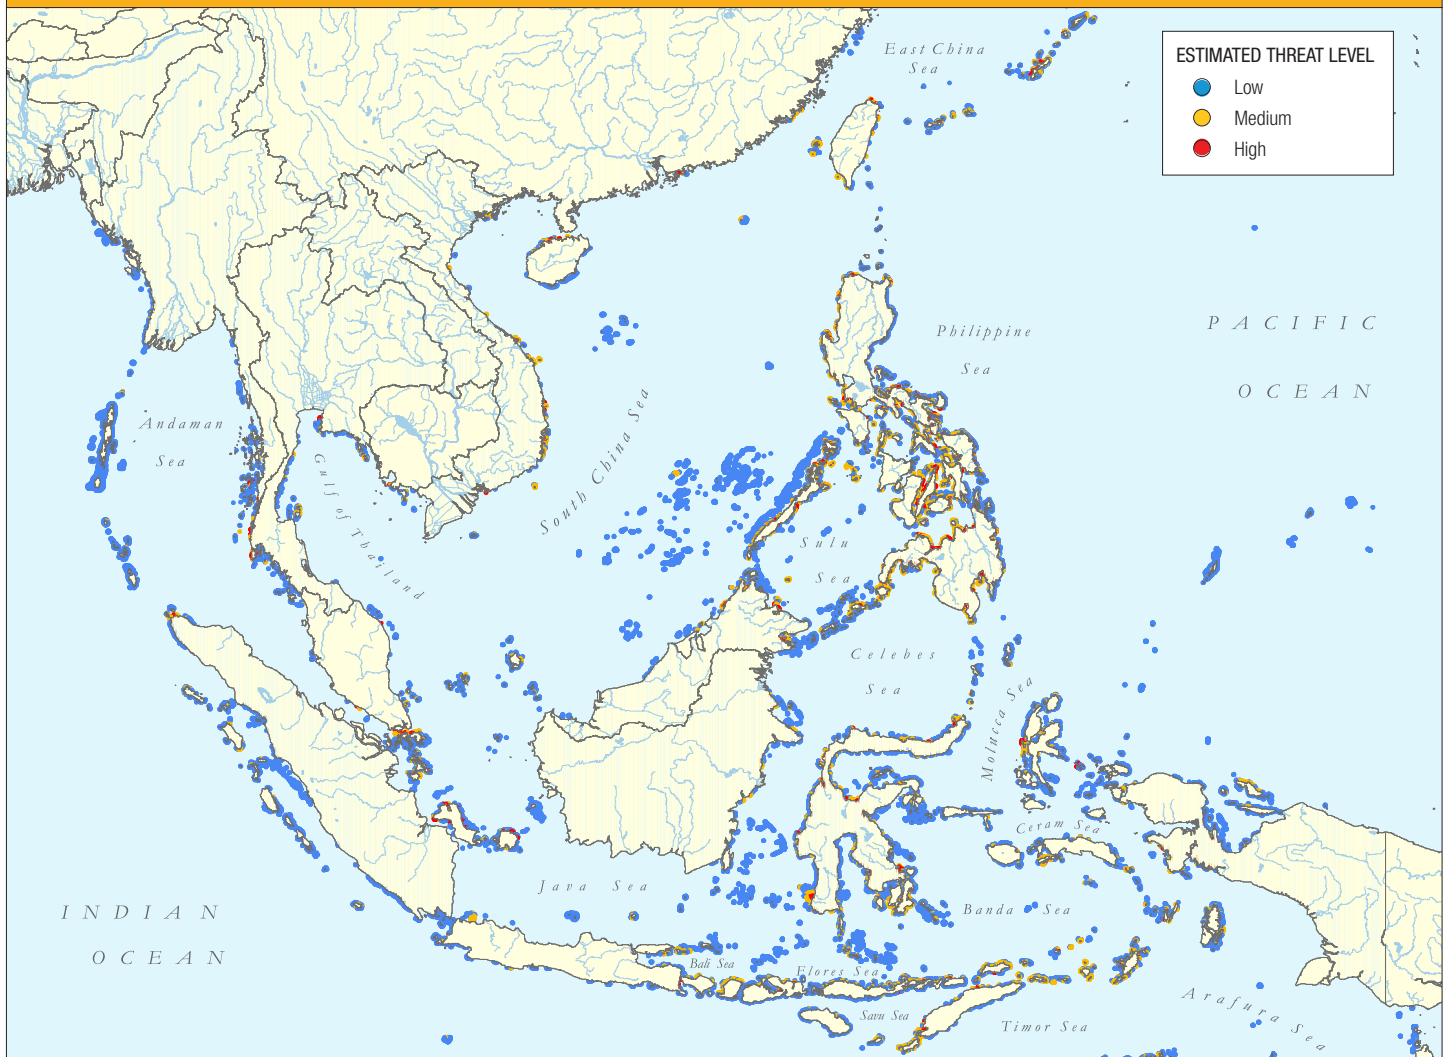 East China
Sea
ESTIMATED THREAT LEVEL
Low
Medium
High
PACIFIC
OCEAN
Philippine
Sea
Andaman
Sea
Gulf of Thailand
South China Sea
Sulu
Sea
Celebes
Sea
Molucca Sea
Ceram Sea
Java Sea
Banda Sea
INDIAN
OCEAN
Bali Sea
Flores Sea
Savu Sea
Timor Sea
Arafura Sea